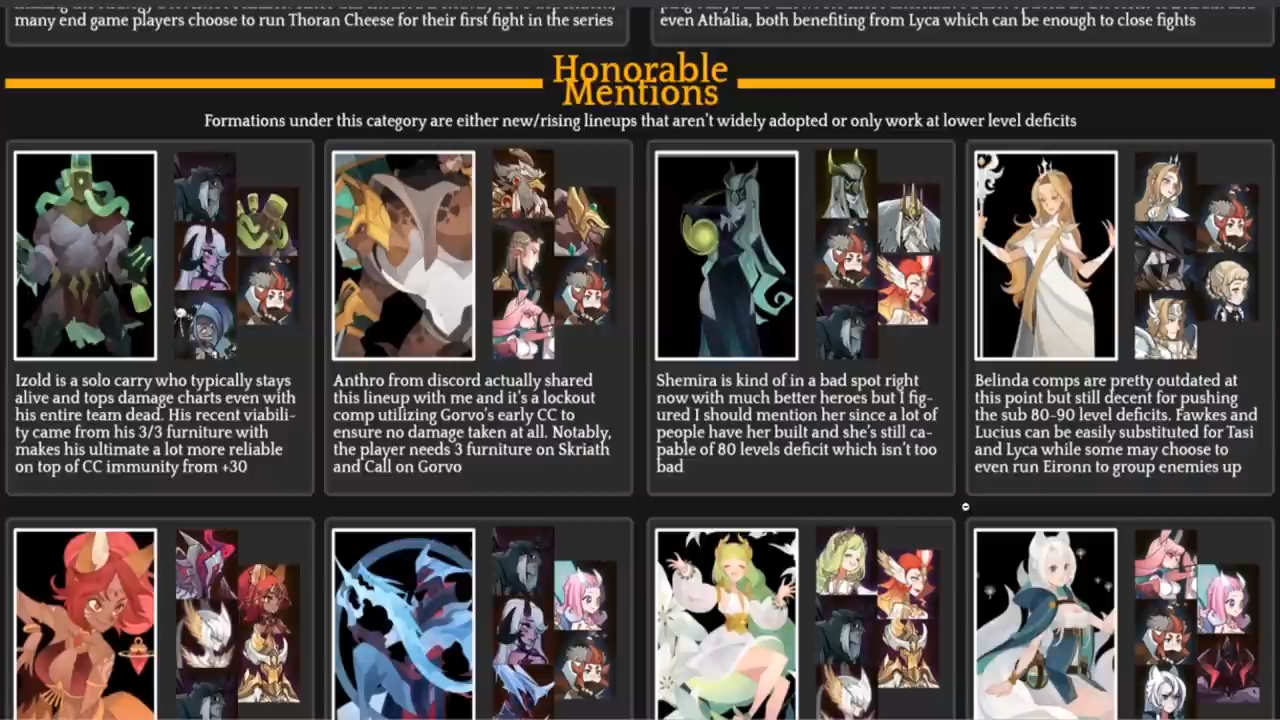 many end game players choose to run Thoran Cheese for their first fight in the series
even Athalia, both benefiting from Lyca which can be enough to close fights
Honorable
Mentions
Formations under this category are either new/rising lineups that aren't widely adopted or only work at lower level deficits
Izold is a solo carry who typically stays
alive and tops damage charts even with
his entire team dead. His recent viabili-
ty came from his 3/3 furniture with
makes his ultimate a lot more reliable
on top of CC immunity from +30
Anthro from discord actually shared
this lineup with me and it's a lockout
comp utilizing Gorvo's early CC to
ensure no damage taken at all. Notably,
the player needs 3 furniture on Skriath
and Call on Gorvo
Shemira is kind of in a bad spot right
now with much better heroes but I fig-
ured I should mention her since a lot of
people have her built and she's still ca-
pable of 80 levels deficit which isn't too
bad
Belinda comps are pretty outdated at
this point but still decent for pushing
the sub 80-90 level deficits. Fawkes and
Lucius can be easily substituted for Tasi
and Lyca while some may choose to
even run Eironn to group enemies up